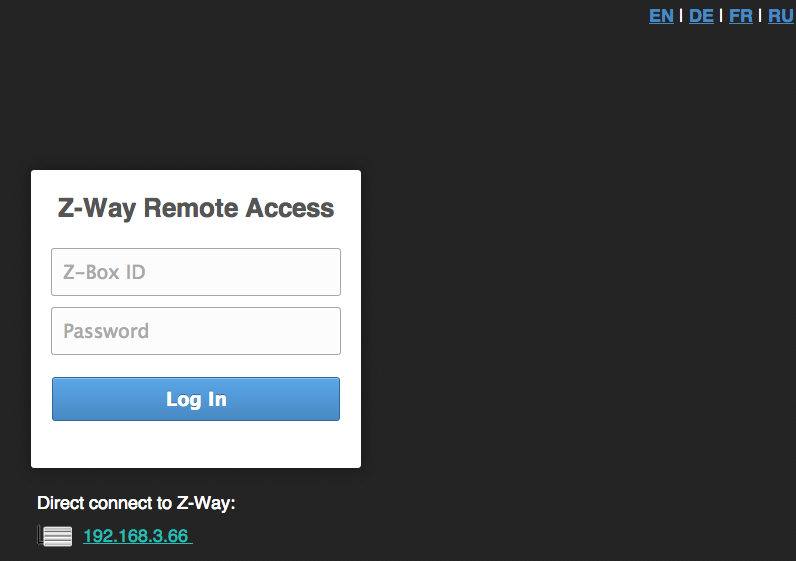 EN | DE | FR | RU
Z-Way Remote Access
Z-Box ID
Password
Log In
Direct connect to Z-Way:
192.168.3.66